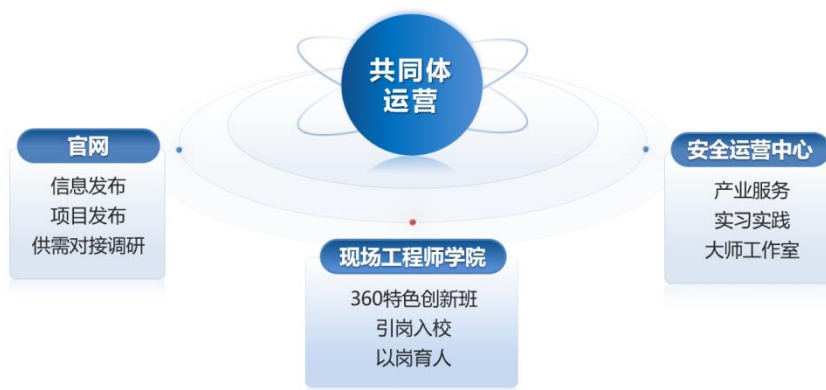 共同体
运营
官网
信息发布
项目发布
供需对接调研
现场工程师学院
360特色创新班
引岗入校
以岗育人
安全运营中心
产业服务
实习实践
大师工作室